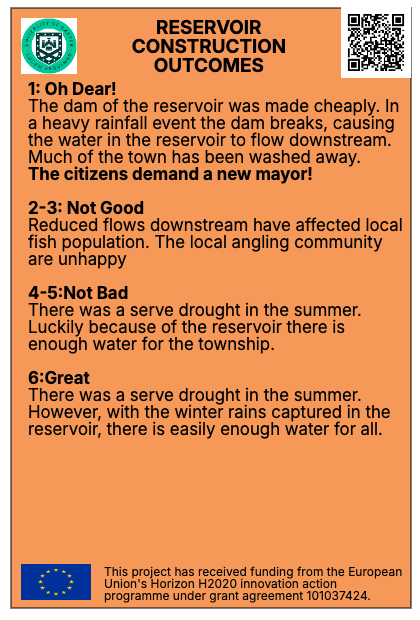 RESERVOIR
CONSTRUCTION
OUTCOMES
1: Oh Dear!
The dam of the reservoir was made cheaply. In
a heavy rainfall event the dam breaks, causing
the water in the reservoir to flow downstream.
Much of the town has been washed away.
The citizens demand a new mayor!
2-3: Not Good
Reduced flows downstream have affected local
fish population. The local angling community
are unhappy
4-5:Not Bad
There was a serve drought in the summer.
Luckily because of the reservoir there is
enough water for the township.
6:Great
There was a serve drought in the summer.
However, with the winter rains captured in the
reservoir, there is easily enough water for all.
This project has received funding from the European
Union's Horizon H2020 innovation action
programme under grant agreement 101037424.